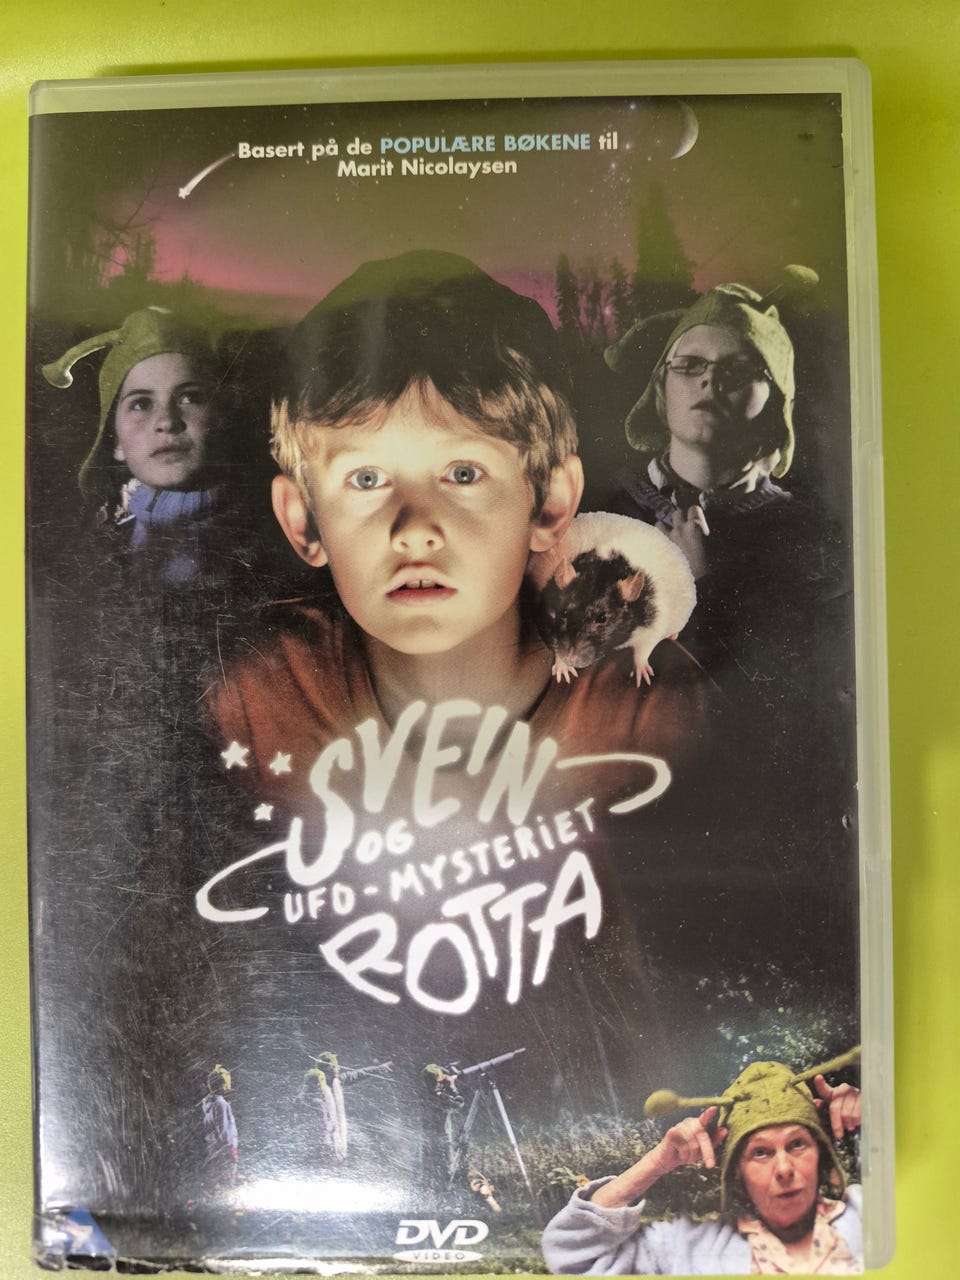 Basert på de POPULÆRE BØKENE til
Marit Nicolaysen
SVEIN
OG
UFO-MYSTERiET
ROTTA
DVD
VIDEO